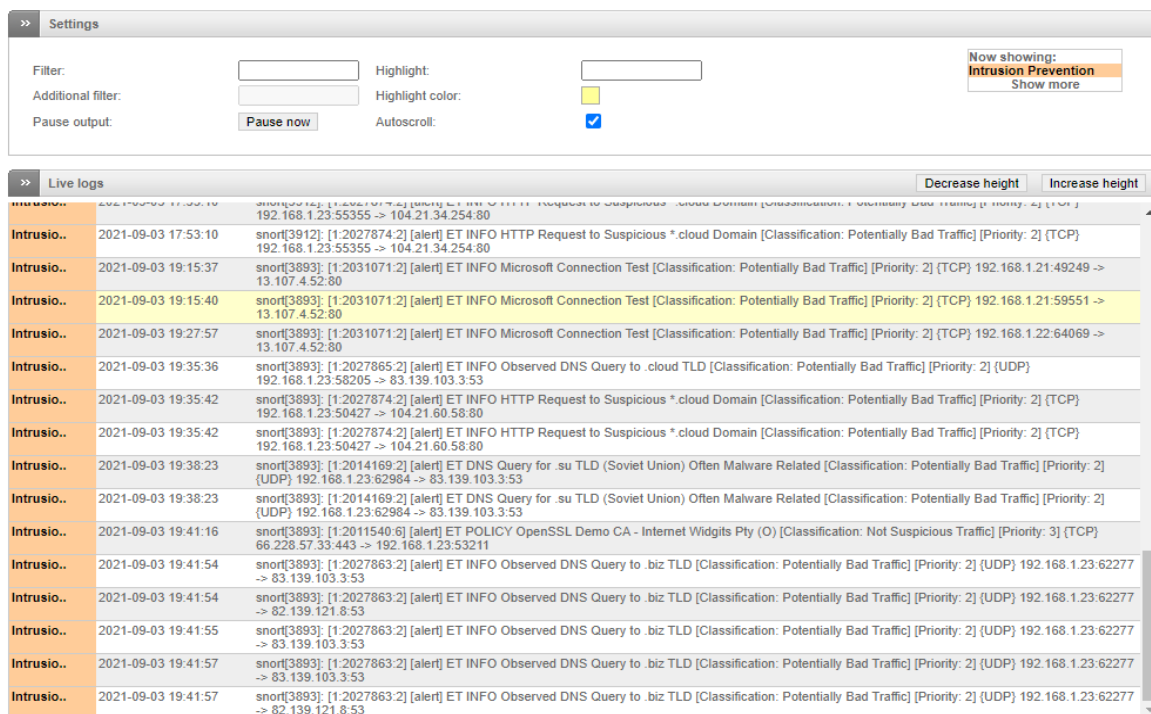 Settings
Filter:
Highlight:
Now showing:
Intrusion Prevention
Show more
Additional filter:
Highlight color:
Pause output:
Pause now
Autoscroll:
Live logs
Decrease height
Increase height
192.168.1.23:55355 -> 104.21.34.254:80
Intrusio.. 2021-09-03 17:53:10 snort[3912]: [1:2027874:2] [alert] ET INFO HTTP Request to Suspicious *.cloud Domain [Classification: Potentially Bad Traffic] [Priority: 2] {TCP}
192.168.1.23:55355 -> 104.21.34.254:80
Intrusio.. 2021-09-03 19:15:37 snort[3893]: [1:2031071:2] [alert] ET INFO Microsoft Connection Test [Classification: Potentially Bad Traffic] [Priority: 2] {TCP} 192.168.1.21:49249 ->
13.107.4.52:80
Intrusio.. 2021-09-03 19:15:40 snort[3893]: [1:2031071:2] [alert] ET INFO Microsoft Connection Test [Classification: Potentially Bad Traffic] [Priority: 2] {TCP} 192.168.1.21:59551 ->
13.107.4.52:80
Intrusio.. 2021-09-03 19:27:57 snort[3893]: [1:2031071:2] [alert] ET INFO Microsoft Connection Test [Classification: Potentially Bad Traffic] [Priority: 2] {TCP} 192.168.1.22:64069 ->
13.107.4.52:80
Intrusio.. 2021-09-03 19:35:36 snort[3893]: [1:2027865:2] [alert] ET INFO Observed DNS Query to .cloud TLD [Classification: Potentially Bad Traffic] [Priority: 2] {UDP}
192.168.1.23:58205 -> 83.139.103.3:53
Intrusio.. 2021-09-03 19:35:42 snort[3893]: [1:2027874:2] [alert] ET INFO HTTP Request to Suspicious *.cloud Domain [Classification: Potentially Bad Traffic] [Priority: 2] {TCP}
192.168.1.23:50427 -> 104.21.60.58:80
Intrusio.. 2021-09-03 19:35:42 snort[3893]: [1:2027874:2] [alert] ET INFO HTTP Request to Suspicious *.cloud Domain [Classification: Potentially Bad Traffic] [Priority: 2] {TCP}
192.168.1.23:50427 -> 104.21.60.58:80
Intrusio.. 2021-09-03 19:38:23 snort[3893]: [1:2014169:2] [alert] ET DNS Query for .su TLD (Soviet Union) Often Malware Related [Classification: Potentially Bad Traffic] [Priority: 2]
{UDP} 192.168.1.23:62984 -> 83.139.103.3:53
Intrusio.. 2021-09-03 19:38:23 snort[3893]: [1:2014169:2] [alert] ET DNS Query for .su TLD (Soviet Union) Often Malware Related [Classification: Potentially Bad Traffic] [Priority: 2]
{UDP} 192.168.1.23:62984 -> 83.139.103.3:53
Intrusio.. 2021-09-03 19:41:16 snort[3893]: [1:2011540:6] [alert] ET POLICY OpenSSL Demo CA - Internet Widgits Pty (O) [Classification: Not Suspicious Traffic] [Priority: 3] {TCP}
66.228.57.33:443 -> 192.168.1.23:53211
Intrusio.. 2021-09-03 19:41:54 snort[3893]: [1:2027863:2] [alert] ET INFO Observed DNS Query to .biz TLD [Classification: Potentially Bad Traffic] [Priority: 2] {UDP} 192.168.1.23:62277
-> 83.139.103.3:53
Intrusio.. 2021-09-03 19:41:54 snort[3893]: [1:2027863:2] [alert] ET INFO Observed DNS Query to .biz TLD [Classification: Potentially Bad Traffic] [Priority: 2] {UDP} 192.168.1.23:62277
-> 82.139.121.8:53
Intrusio.. 2021-09-03 19:41:55 snort[3893]: [1:2027863:2] [alert] ET INFO Observed DNS Query to .biz TLD [Classification: Potentially Bad Traffic] [Priority: 2] {UDP} 192.168.1.23:62277
-> 83.139.103.3:53
Intrusio.. 2021-09-03 19:41:57 snort[3893]: [1:2027863:2] [alert] ET INFO Observed DNS Query to .biz TLD [Classification: Potentially Bad Traffic] [Priority: 2] {UDP} 192.168.1.23:62277
-> 83.139.103.3:53
Intrusio.. 2021-09-03 19:41:57 snort[3893]: [1:2027863:2] [alert] ET INFO Observed DNS Query to .biz TLD [Classification: Potentially Bad Traffic] [Priority: 2] {UDP} 192.168.1.23:62277
-> 82.139.121.8:53